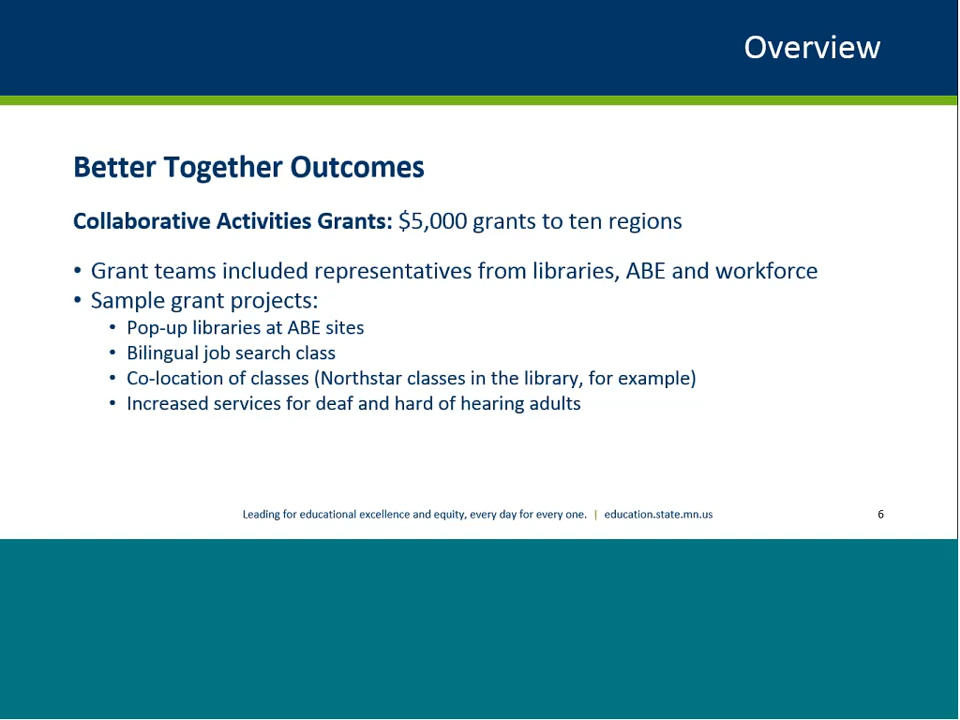 Overview
Better Together Outcomes
Collaborative Activities Grants: $5,000 grants to ten regions
• Grant teams included representatives from libraries, ABE and workforce
• Sample grant projects:
• Pop-up libraries at ABE sites
• Bilingual job search class
• Co-location of classes (Northstar classes in the library, for example)
• Increased services for deaf and hard of hearing adults
Leading for educational excellence and equity, every day for every one. | education.state.mn.us
6